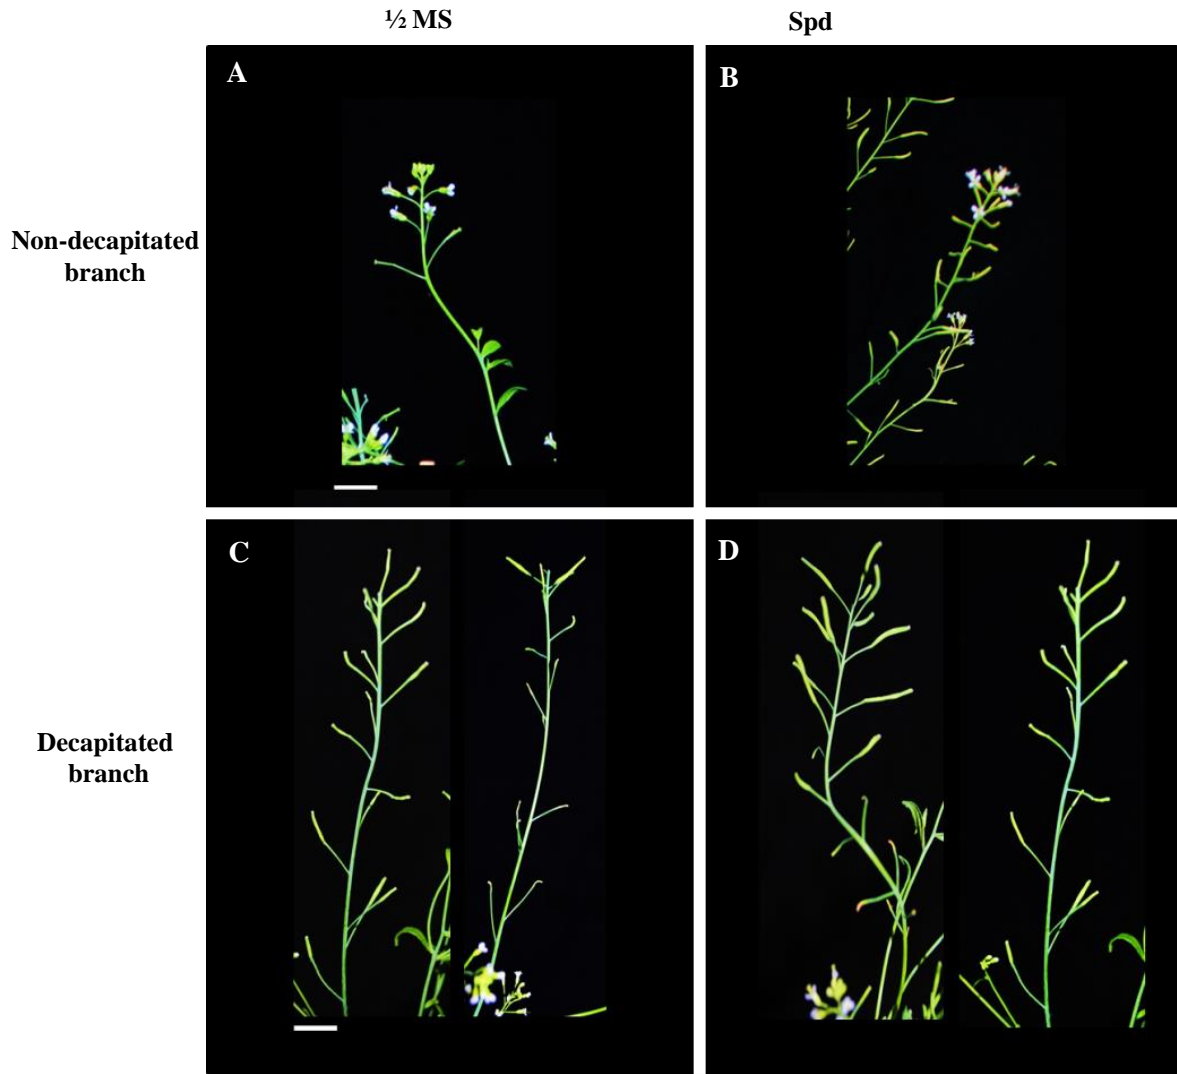 ½ MS
Spd
A
B
Non-decapitated
branch
C
D
Decapitated
branch